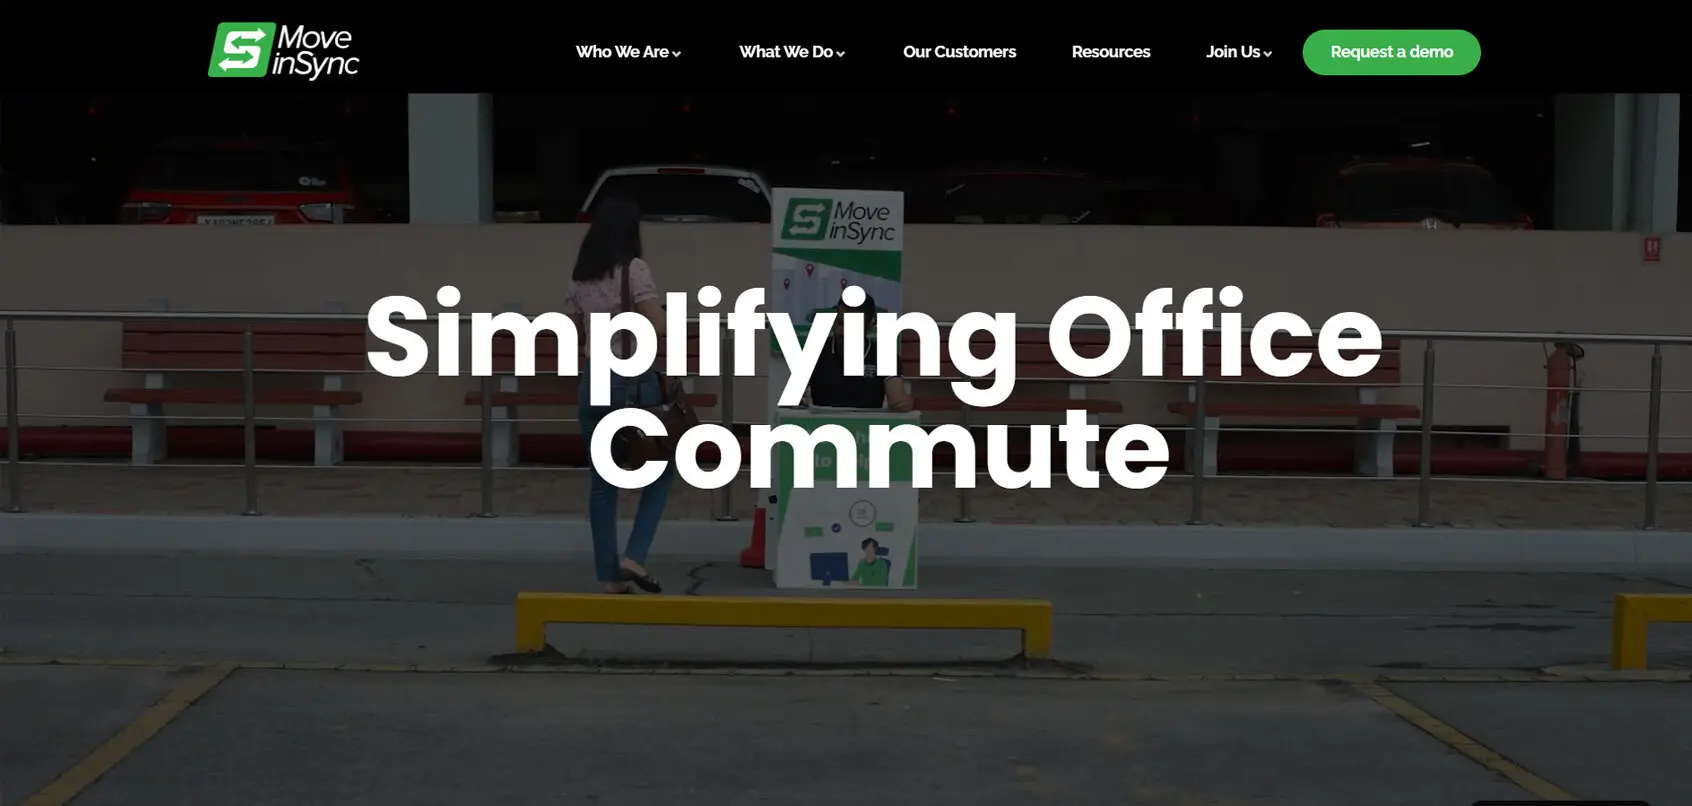 Move
inSync
Who We Are
What We Do
Our Customers
Resources
Join Us
Request a demo
Move
inSync
Simplifying Office
Commute